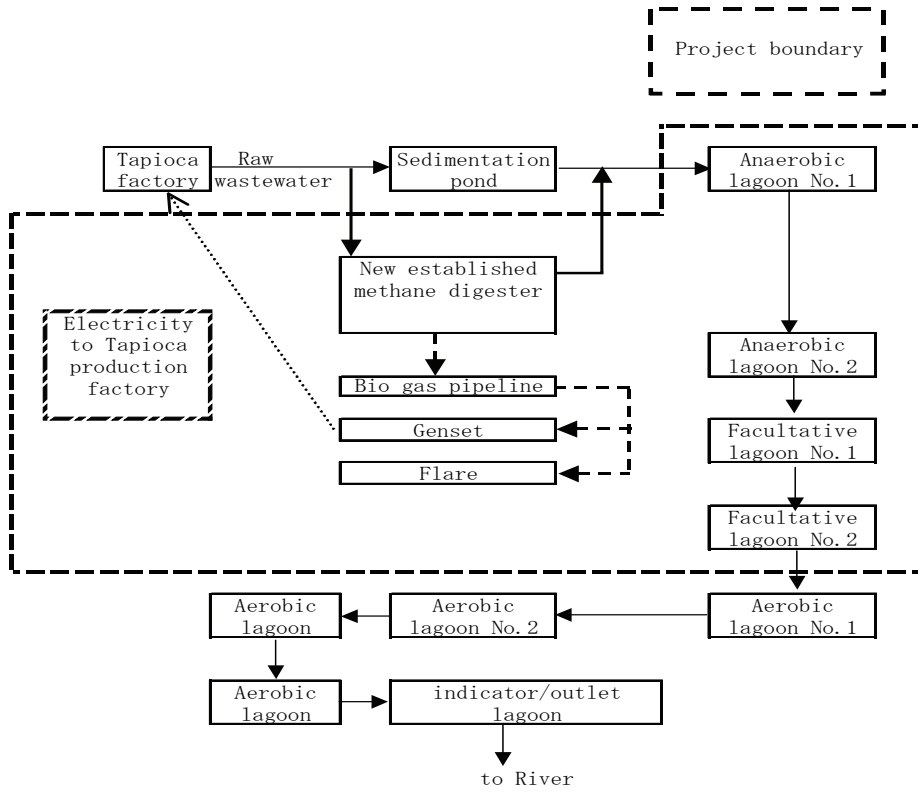 Project boundary
Tapioca
factory
Raw
wastewater
Sedimentation
pond
Anaerobic
lagoon No.1
New established
methane digester
Electricity
to Tapioca
production
factory
Anaerobic
lagoon No.2
Bio gas pipeline
Genset
Facultative
lagoon No.1
Flare
Facultative
lagoon No.2
Aerobic
lagoon
Aerobic
lagoon No.2
Aerobic
lagoon No.1
Aerobic
lagoon
indicator/outlet
lagoon
to River